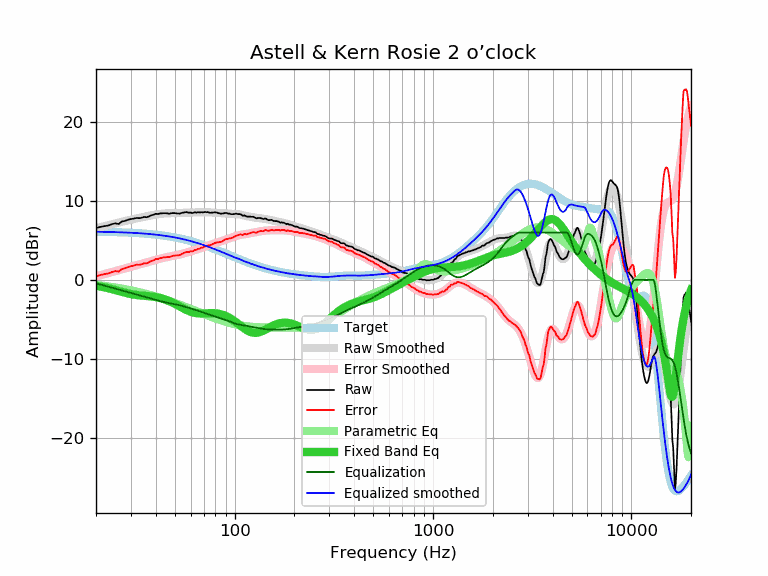 Astell & Kern Rosie 2 o’clock
Amplitude (dBr)
20
10
0
−10
−20
Target
Raw Smoothed
Error Smoothed
Raw
Error
Parametric Eq
Fixed Band Eq
Equalization
Equalized smoothed
100
1000
10000
Frequency (Hz)